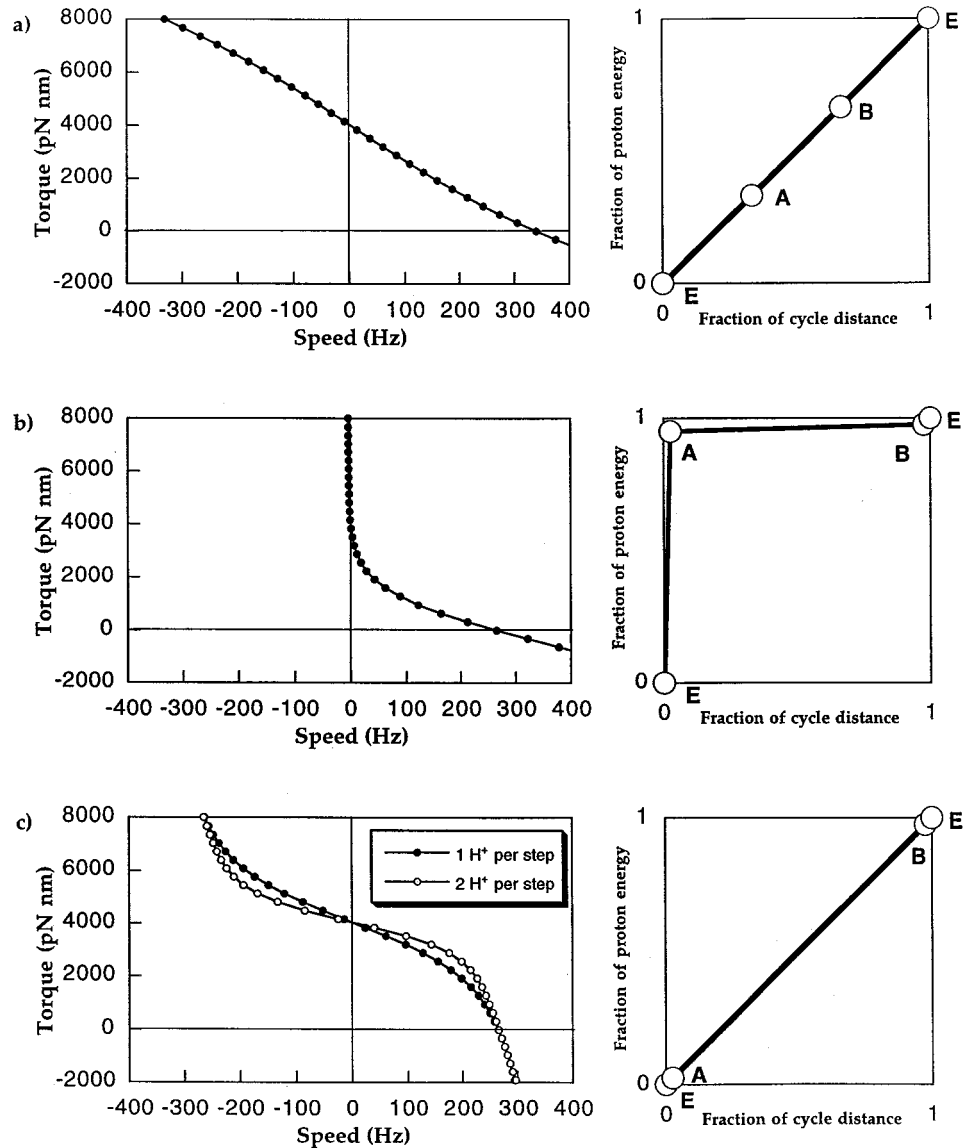 a)
8000
6000
4000
2000
0
-2000
Torque (pN nm)
-400 -300 -200 -100 0 100 200 300 400
Speed (Hz)
1
0
Fraction of proton energy
E
B
A
E
0 1
Fraction of cycle distance
b)
8000
6000
4000
2000
0
-2000
Torque (pN nm)
-400 -300 -200 -100 0 100 200 300 400
Speed (Hz)
1
0
Fraction of proton energy
E
A
B
E
0 1
Fraction of cycle distance
c)
8000
6000
4000
2000
0
-2000
Torque (pN nm)
1 H⁺ per step
2 H⁺ per step
-400 -300 -200 -100 0 100 200 300 400
Speed (Hz)
1
0
Fraction of proton energy
E
B
A
E
0 1
Fraction of cycle distance